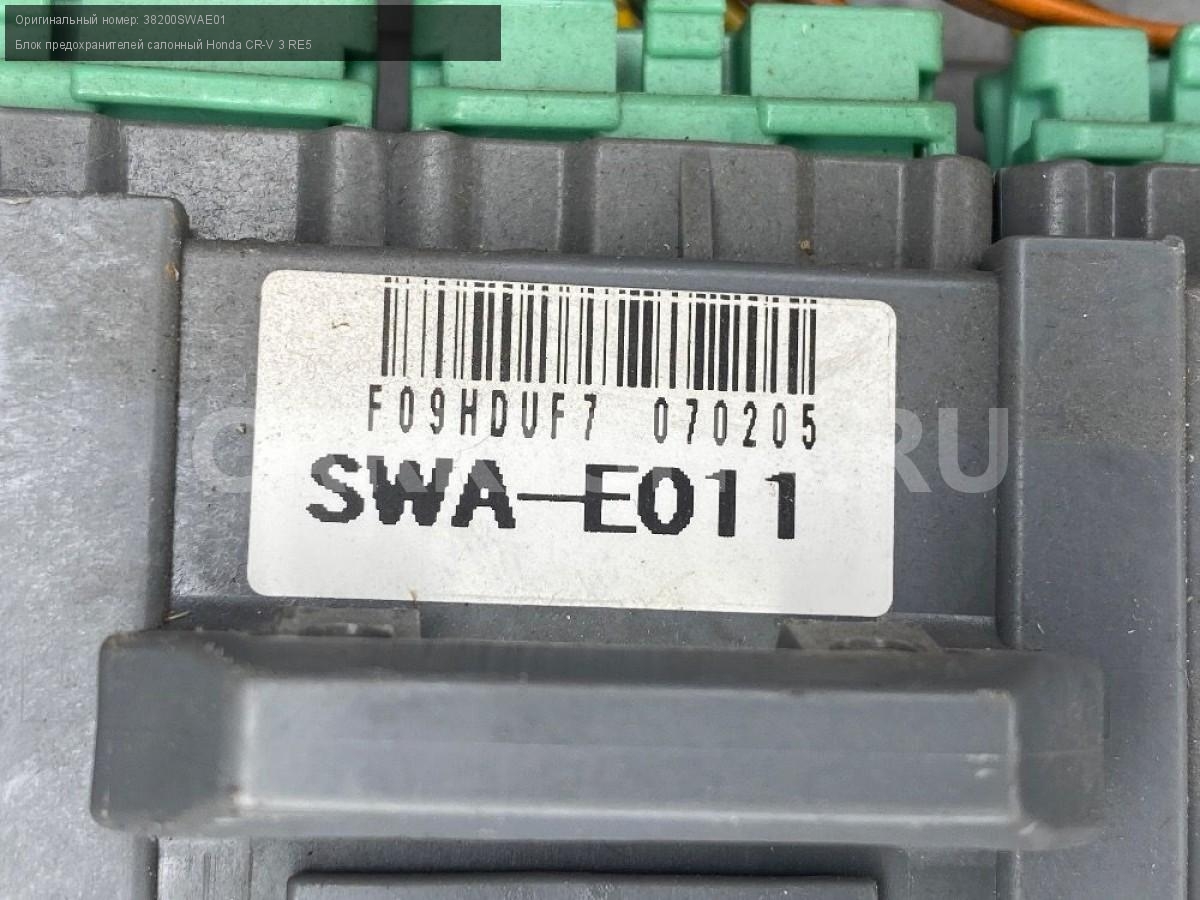 Оригинальный номер: 38200SWAE01
Блок предохранителей салонный Honda CR-V 3 RE5
F09HDUF7 070205
SWA-E011